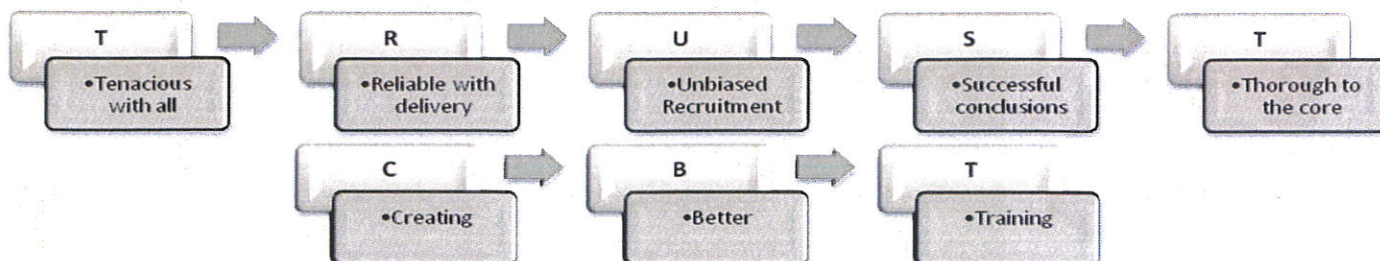 T
R
U
S
T
•Tenacious
with all
•Reliable with
delivery
•Unbiased
Recruitment
•Successful
conclusions
•Thorough to
the core
C
B
T
•Creating
•Better
•Training